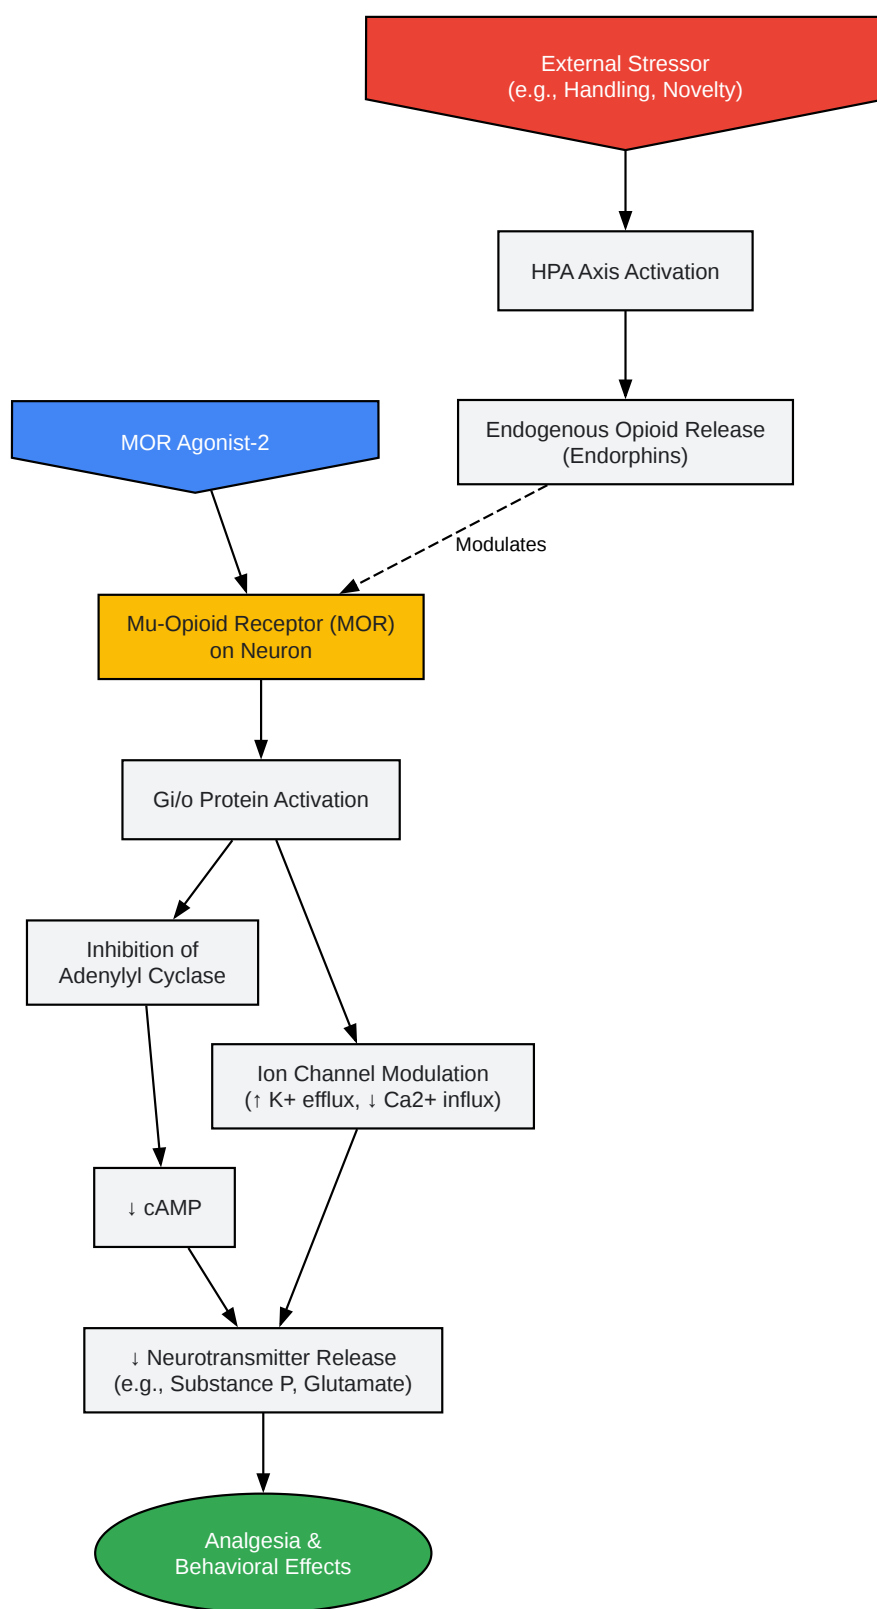 External Stressor
(e.g., Handling, Novelty)
HPA Axis Activation
Endogenous Opioid Release
(Endorphins)
MOR Agonist-2
Modulates
Mu-Opioid Receptor (MOR)
on Neuron
Gi/o Protein Activation
Inhibition of
Adenylyl Cyclase
Ion Channel Modulation
(↑ K+ efflux, ↓ Ca2+ influx)
↓ cAMP
↓ Neurotransmitter Release
(e.g., Substance P, Glutamate)
Analgesia &
Behavioral Effects